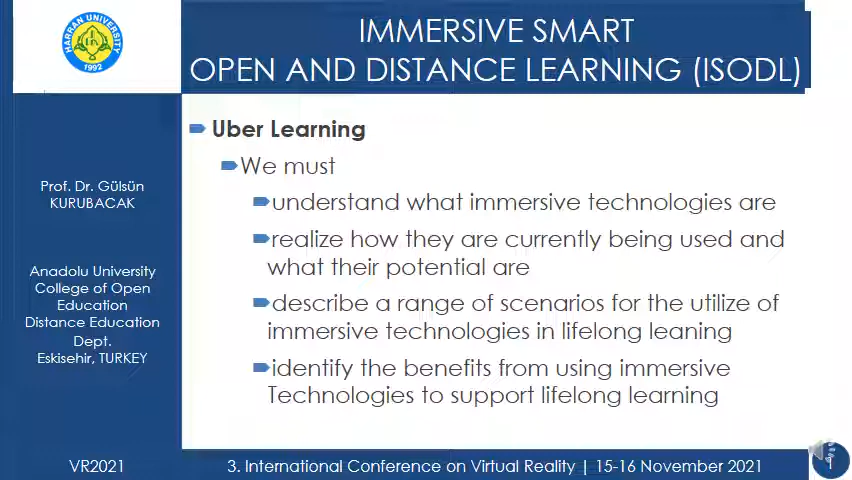 HARRAN UNIVERSITY
1992
IMMERSIVE SMART
OPEN AND DISTANCE LEARNING (ISODL)
Prof. Dr. Gülsün
KURUBACAK
Anadolu University
College of Open
Education
Distance Education
Dept.
Eskisehir, TURKEY
Uber Learning
We must
understand what immersive technologies are
realize how they are currently being used and
what their potential are
describe a range of scenarios for the utilize of
immersive technologies in lifelong leaning
identify the benefits from using immersive
Technologies to support lifelong learning
VR2021
3. International Conference on Virtual Reality | 15-16 November 2021
1